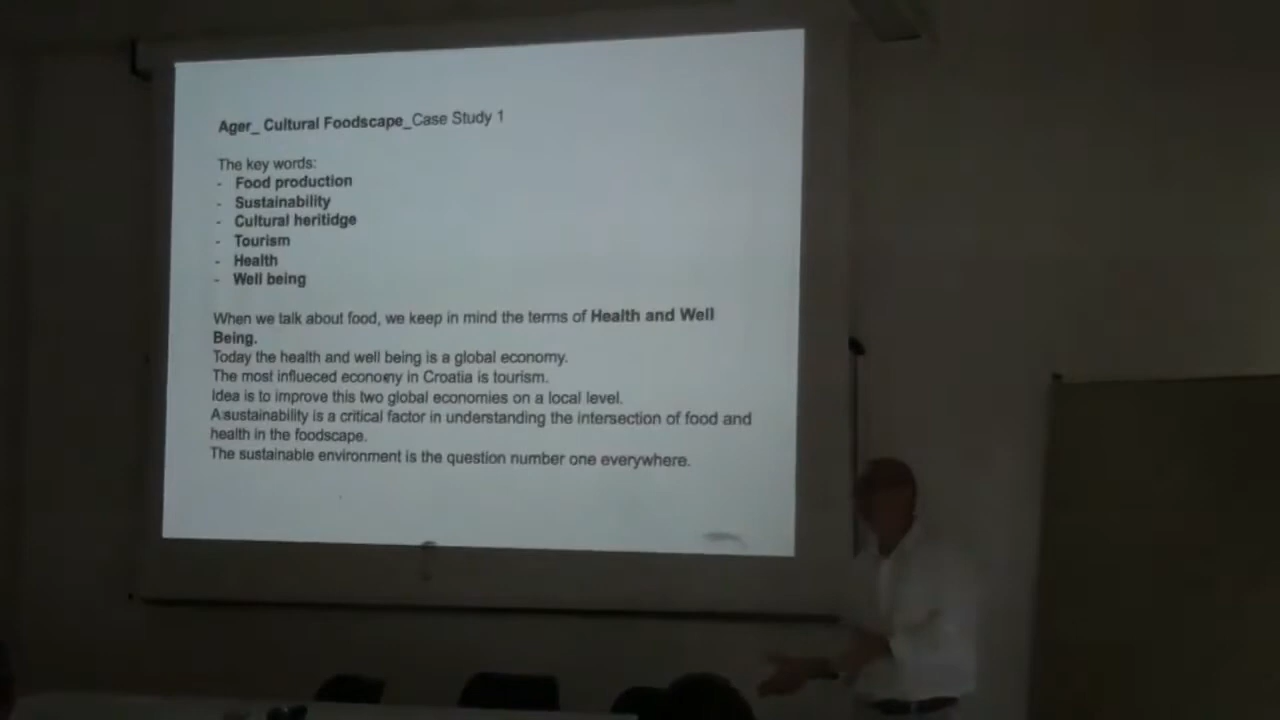 Ager_ Cultural Foodscape_Case Study 1
The key words:
- Food production
- Sustainability
- Cultural heritidge
- Tourism
- Health
- Well being
When we talk about food, we keep in mind the terms of Health and Well
Being.
Today the health and well being is a global economy.
The most influeced economy in Croatia is tourism.
Idea is to improve this two global economies on a local level.
A sustainability is a critical factor in understanding the intersection of food and
health in the foodscape.
The sustainable environment is the question number one everywhere.